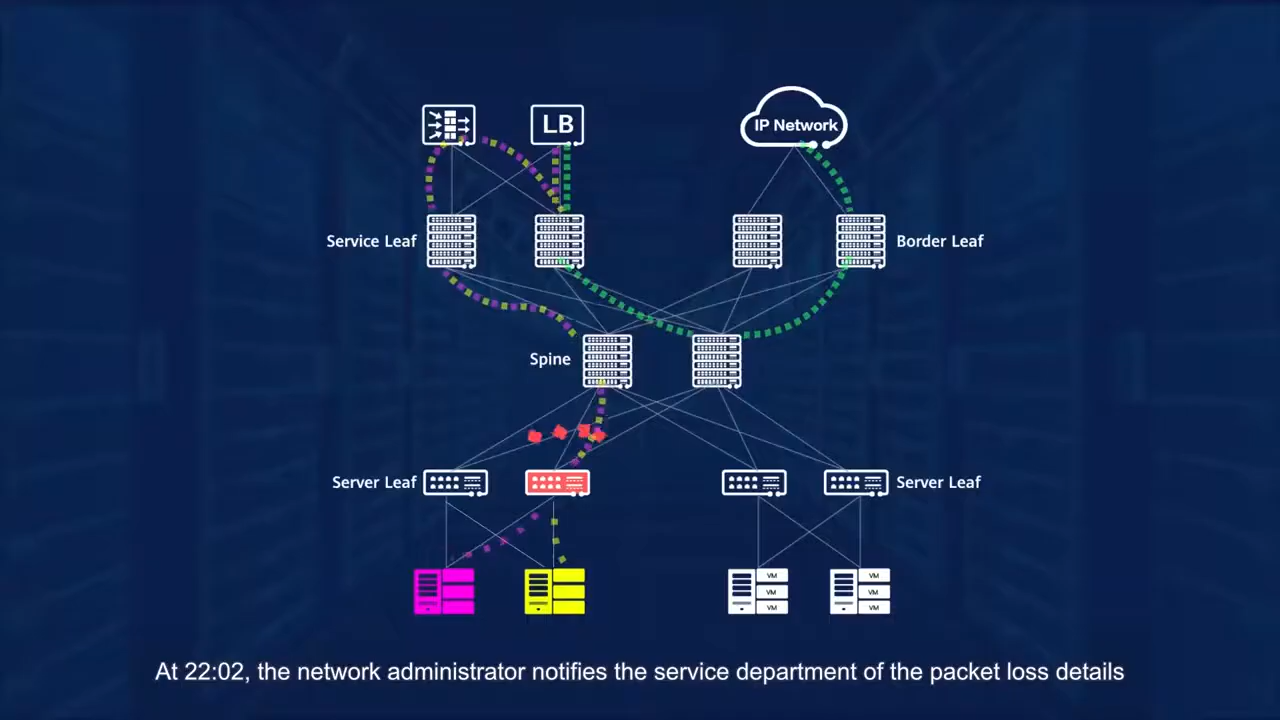 LB
IP Network
Service Leaf
Border Leaf
Spine
Server Leaf
Server Leaf
VM
VM
VM
VM
VM
VM
At 22:02, the network administrator notifies the service department of the packet loss details